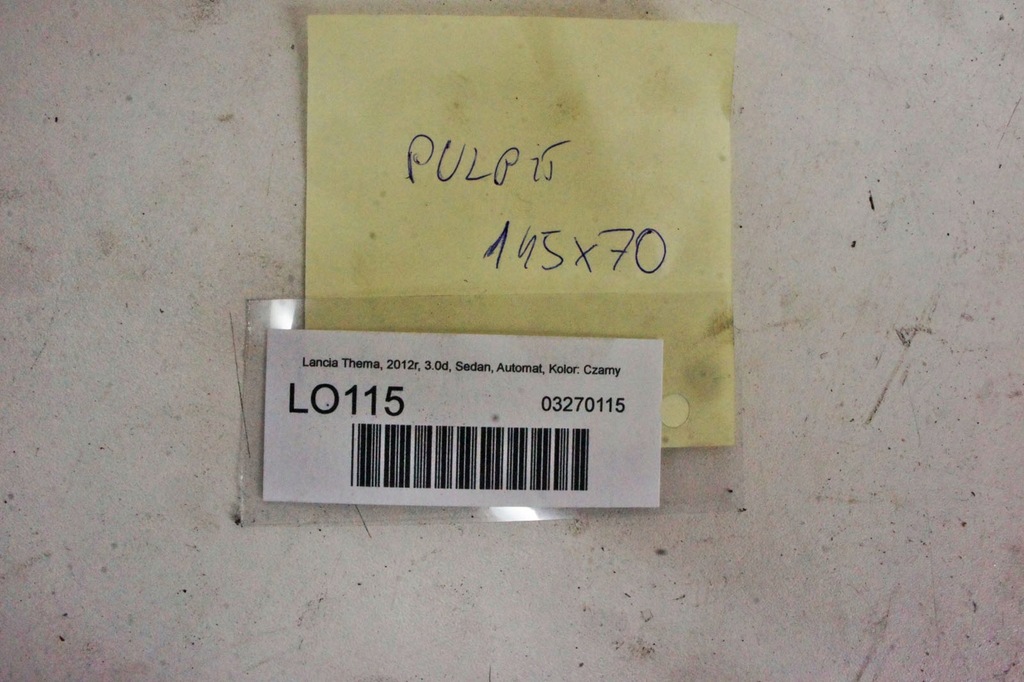 PULPIT
145x70
Lancia Thema, 2012r, 3.0d, Sedan, Automat, Kolor: Czarny
LO115
03270115